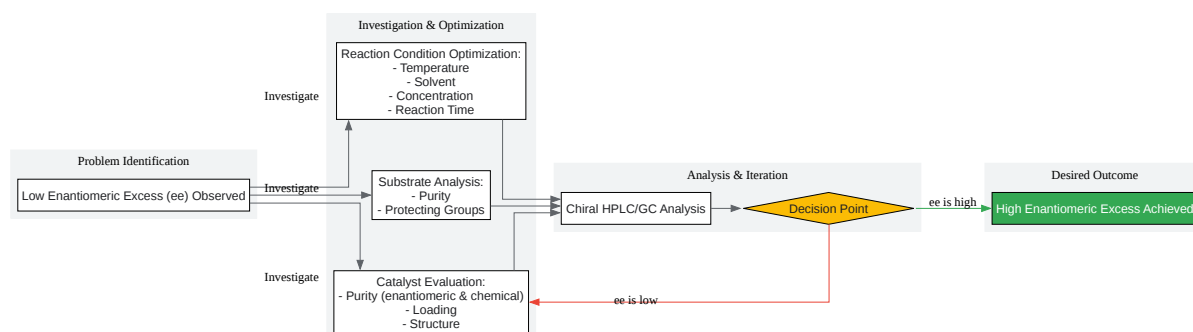 Investigation & Optimization
Reaction Condition Optimization:
- Temperature
- Solvent
- Concentration
- Reaction Time
Investigate
Problem Identification
Low Enantiomeric Excess (ee) Observed
Investigate
Substrate Analysis:
- Purity
- Protecting Groups
Investigate
Catalyst Evaluation:
- Purity (enantiomeric & chemical)
- Loading
- Structure
Analysis & Iteration
Chiral HPLC/GC Analysis
Decision Point
ee is high
ee is low
Desired Outcome
High Enantiomeric Excess Achieved